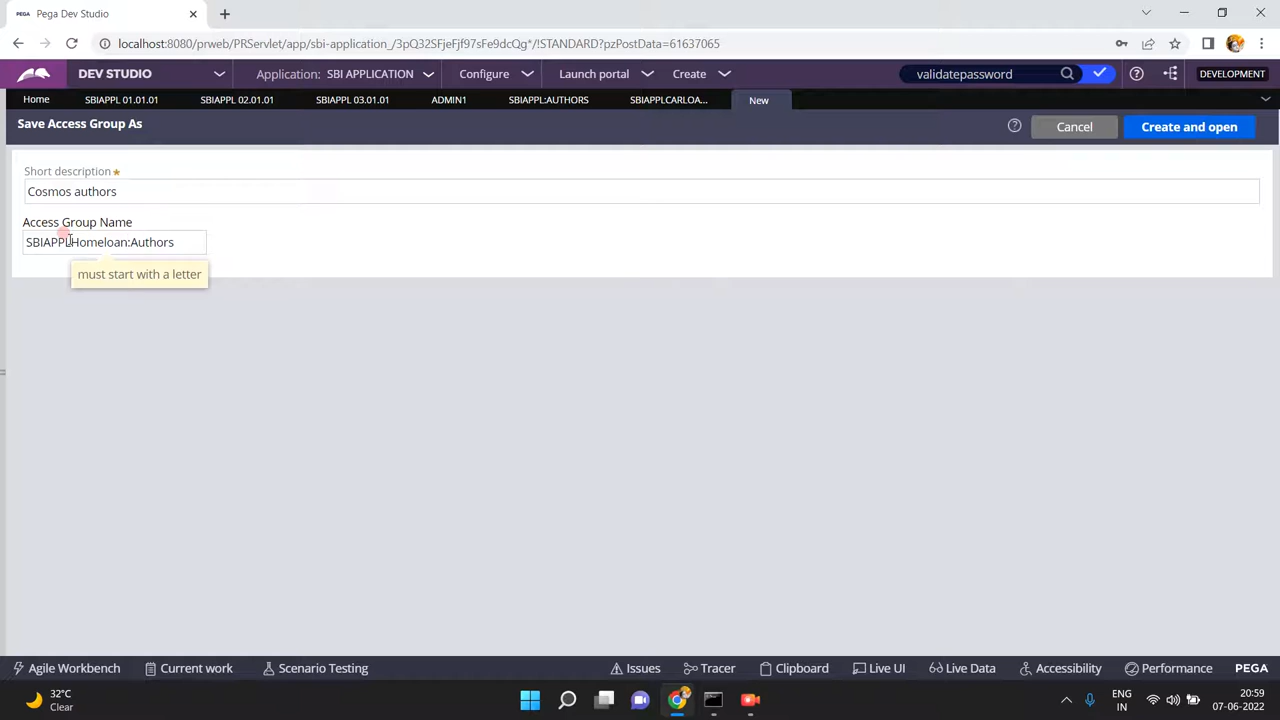 PEGA Pega Dev Studio
localhost:8080/prweb/PRServlet/app/sbi-application_/3pQ32SFjeFjf97sFe9dcQg*/!STANDARD?pzPostData=61637065
DEV STUDIO
Application: SBI APPLICATION
Configure
Launch portal
Create
validatepassword
DEVELOPMENT
Home
SBIAPPL 01.01.01
SBIAPPL 02.01.01
SBIAPPL 03.01.01
ADMIN1
SBIAPPL:AUTHORS
SBIAPPLCARLOA...
New
Save Access Group As
Cancel
Create and open
Short description
Cosmos authors
Access Group Name
SBIAPPLHomeloan:Authors
must start with a letter
Agile Workbench
Current work
Scenario Testing
Issues
Tracer
Clipboard
Live UI
Live Data
Accessibility
Performance
PEGA
32°C
Clear
ENG
IN
20:59
07-06-2022